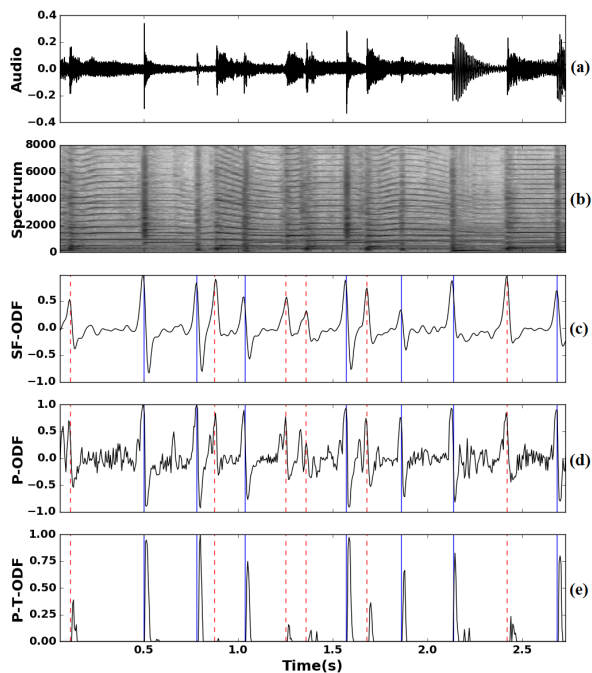 0.4
0.2
0.0
−0.2
−0.4
Audio
(a)
8000
6000
4000
2000
0
Spectrum
(b)
0.5
0.0
−0.5
−1.0
SF-ODF
(c)
1.0
0.5
0.0
−0.5
−1.0
P-ODF
(d)
1.00
0.75
0.50
0.25
0.00
P-T-ODF
(e)
0.5 1.0 1.5 2.0 2.5
Time(s)